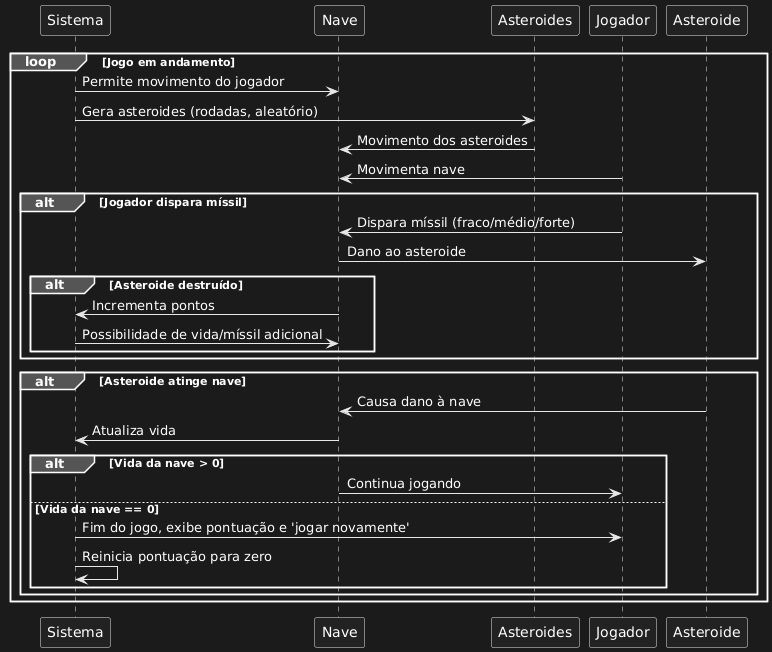 Sistema Nave Asteroides Jogador Asteroide
loop [Jogo em andamento]
Permite movimento do jogador
Gera asteroides (rodadas, aleatório)
Movimento dos asteroides
Movimenta nave
alt [Jogador dispara míssil]
Dispara míssil (fraco/médio/forte)
Dano ao asteroide
alt [Asteroide destruído]
Incrementa pontos
Possibilidade de vida/míssil adicional
alt [Asteroide atinge nave]
Causa dano à nave
Atualiza vida
alt [Vida da nave > 0]
Continua jogando
[Vida da nave == 0]
Fim do jogo, exibe pontuação e 'jogar novamente'
Reinicia pontuação para zero
Sistema Nave Asteroides Jogador Asteroide